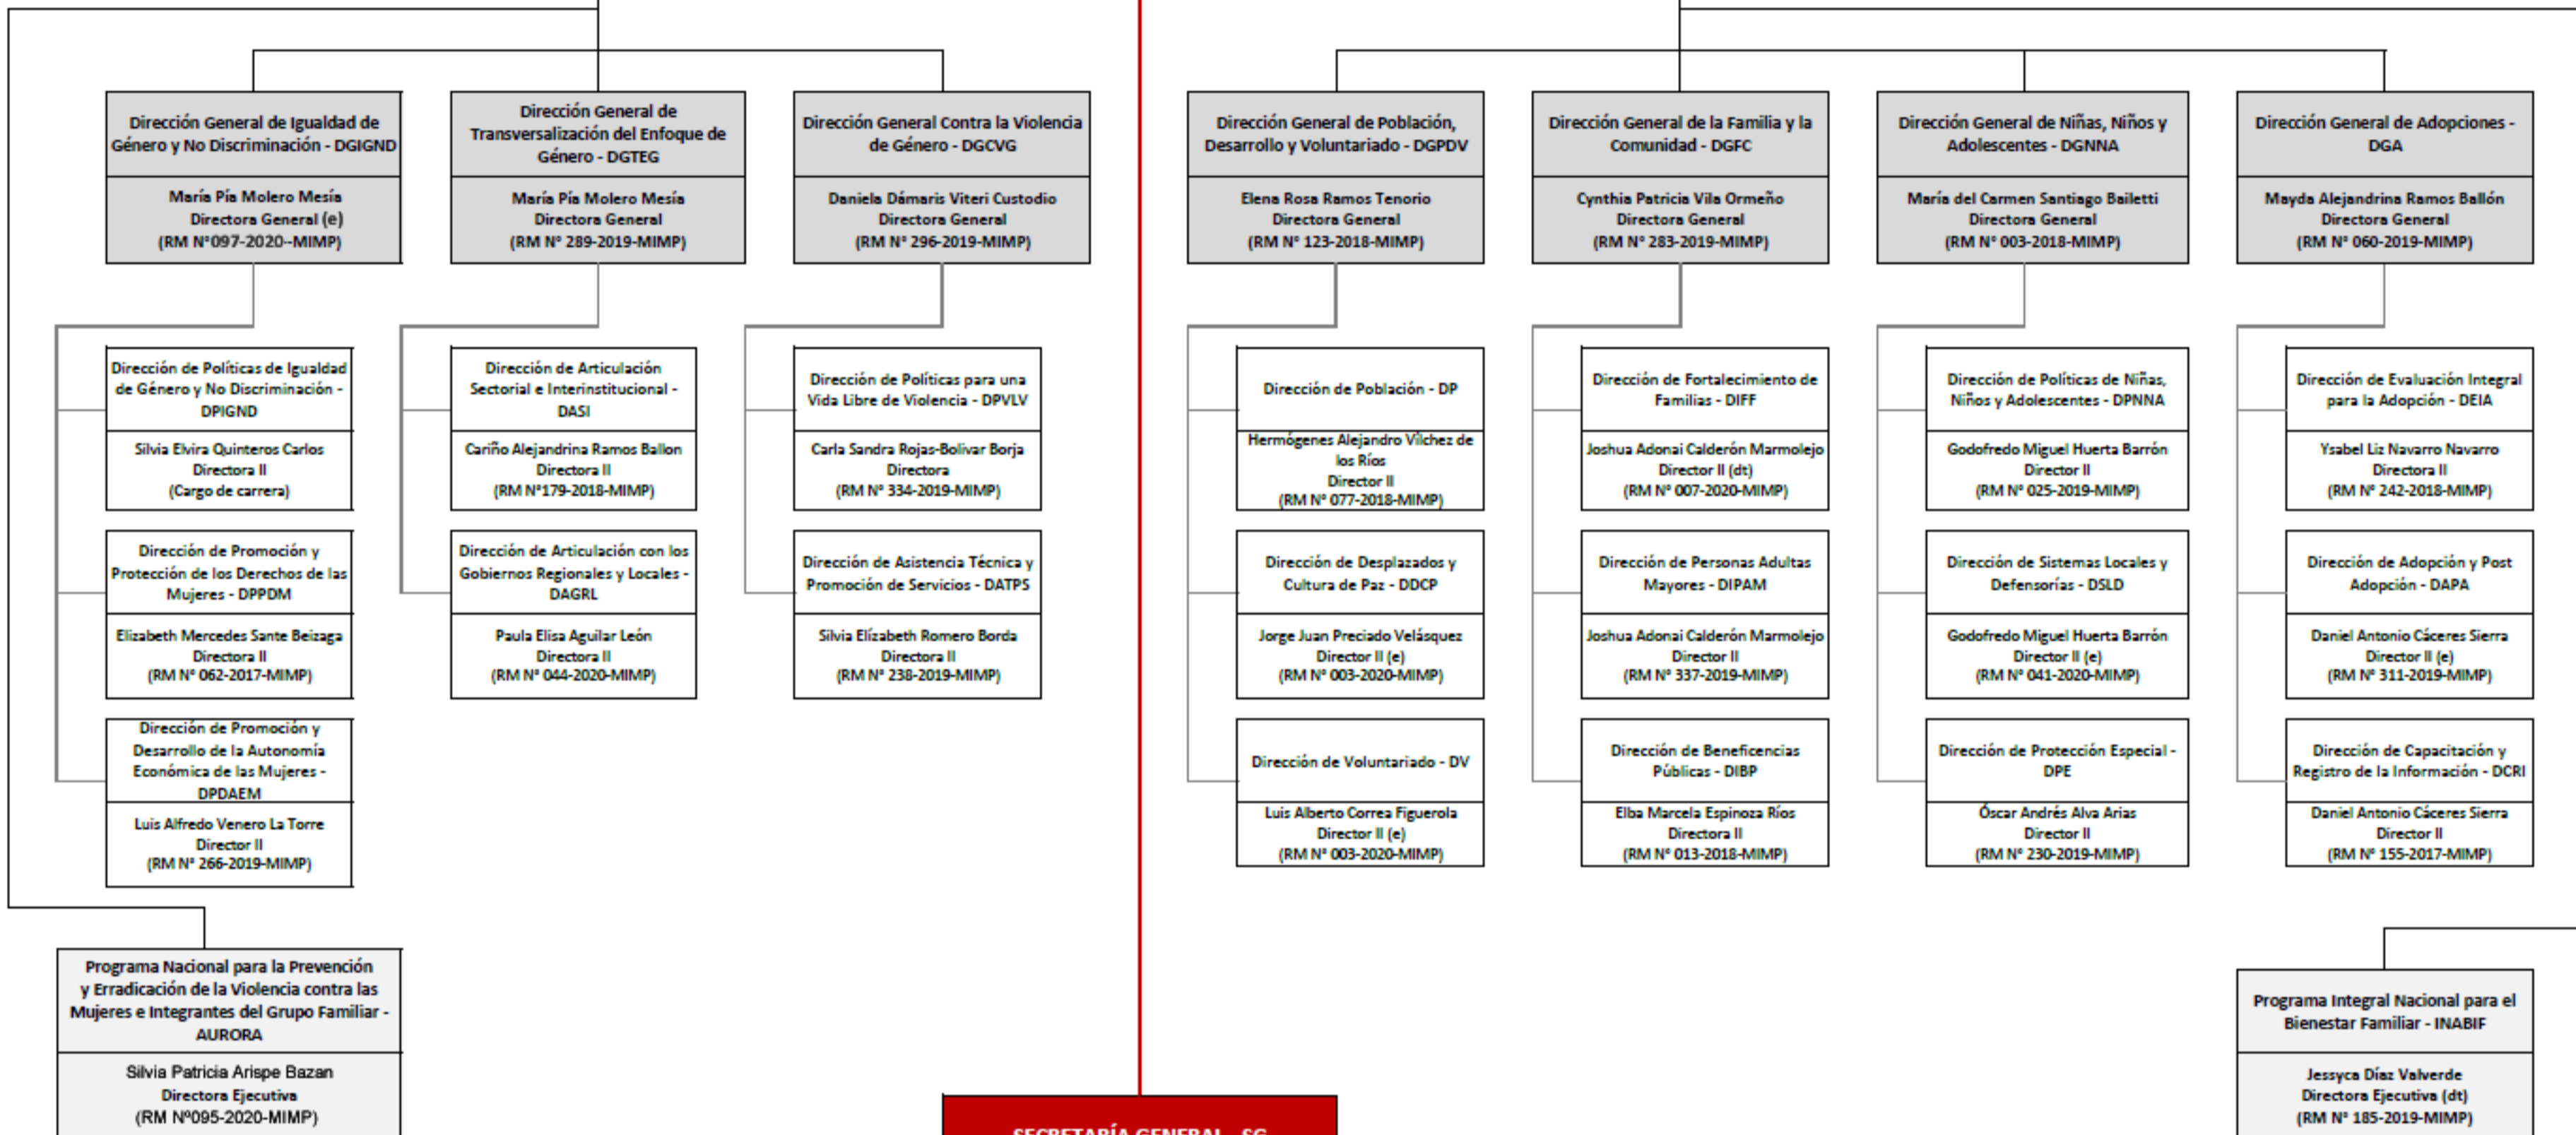 Dirección General de Igualdad de
Género y No Discriminación - DGIGND
María Pía Molero Mesía
Directora General (e)
(RM N°097-2020--MIMP)
Dirección General de
Transversalización del Enfoque de
Género - DGTEG
María Pía Molero Mesía
Directora General
(RM N° 289-2019-MIMP)
Dirección General Contra la Violencia
de Género - DGCVG
Daniela Dámaris Viteri Custodio
Directora General
(RM N° 296-2019-MIMP)
Dirección General de Población,
Desarrollo y Voluntariado - DGPDV
Elena Rosa Ramos Tenorio
Directora General
(RM N° 123-2018-MIMP)
Dirección General de la Familia y la
Comunidad - DGFC
Cynthia Patricia Vila Ormeño
Directora General
(RM N° 283-2019-MIMP)
Dirección General de Niñas, Niños y
Adolescentes - DGNNA
María del Carmen Santiago Bailetti
Directora General
(RM N° 003-2018-MIMP)
Dirección General de Adopciones -
DGA
Mayda Alejandrina Ramos Ballón
Directora General
(RM N° 060-2019-MIMP)
Dirección de Políticas de Igualdad
de Género y No Discriminación -
DPIGND
Silvia Elvira Quinteros Carlos
Directora II
(Cargo de carrera)
Dirección de Articulación
Sectorial e Interinstitucional -
DASI
Cariño Alejandrina Ramos Ballon
Directora II
(RM N°179-2018-MIMP)
Dirección de Políticas para una
Vida Libre de Violencia - DPVLV
Carla Sandra Rojas-Bolivar Borja
Directora
(RM N° 334-2019-MIMP)
Dirección de Población - DP
Hermógenes Alejandro Vílchez de
los Ríos
Director II
(RM N° 077-2018-MIMP)
Dirección de Fortalecimiento de
Familias - DIFF
Joshua Adonai Calderón Marmolejo
Director II (dt)
(RM N° 007-2020-MIMP)
Dirección de Políticas de Niñas,
Niños y Adolescentes - DPNNA
Godofredo Miguel Huerta Barrón
Director II
(RM N° 025-2019-MIMP)
Dirección de Evaluación Integral
para la Adopción - DEIA
Ysabel Liz Navarro Navarro
Directora II
(RM N° 242-2018-MIMP)
Dirección de Promoción y
Protección de los Derechos de las
Mujeres - DPPDM
Elizabeth Mercedes Sante Beizaga
Directora II
(RM N° 062-2017-MIMP)
Dirección de Articulación con los
Gobiernos Regionales y Locales -
DAGRL
Paula Elisa Aguilar León
Directora II
(RM N° 044-2020-MIMP)
Dirección de Asistencia Técnica y
Promoción de Servicios - DATPS
Silvia Elízabeth Romero Borda
Directora II
(RM N° 238-2019-MIMP)
Dirección de Desplazados y
Cultura de Paz - DDCP
Jorge Juan Preciado Velásquez
Director II (e)
(RM N° 003-2020-MIMP)
Dirección de Personas Adultas
Mayores - DIPAM
Joshua Adonai Calderón Marmolejo
Director II
(RM N° 337-2019-MIMP)
Dirección de Sistemas Locales y
Defensorías - DSLD
Godofredo Miguel Huerta Barrón
Director II (e)
(RM N° 041-2020-MIMP)
Dirección de Adopción y Post
Adopción - DAPA
Daniel Antonio Cáceres Sierra
Director II (e)
(RM N° 311-2019-MIMP)
Dirección de Promoción y
Desarrollo de la Autonomía
Económica de las Mujeres -
DPDAEM
Luis Alfredo Venero La Torre
Director II
(RM N° 266-2019-MIMP)
Dirección de Voluntariado - DV
Luis Alberto Correa Figuerola
Director II (e)
(RM N° 003-2020-MIMP)
Dirección de Beneficencias
Públicas - DIBP
Elba Marcela Espinoza Ríos
Directora II
(RM N° 013-2018-MIMP)
Dirección de Protección Especial -
DPE
Óscar Andrés Alva Arias
Director II
(RM N° 230-2019-MIMP)
Dirección de Capacitación y
Registro de la Información - DCRI
Daniel Antonio Cáceres Sierra
Director II
(RM N° 155-2017-MIMP)
Programa Nacional para la Prevención
y Erradicación de la Violencia contra las
Mujeres e Integrantes del Grupo Familiar -
AURORA
Silvia Patricia Arispe Bazan
Directora Ejecutiva
(RM Nº095-2020-MIMP)
Programa Integral Nacional para el
Bienestar Familiar - INABIF
Jessyca Díaz Valverde
Directora Ejecutiva (dt)
(RM N° 185-2019-MIMP)
SECRETARÍA GENERAL - SG